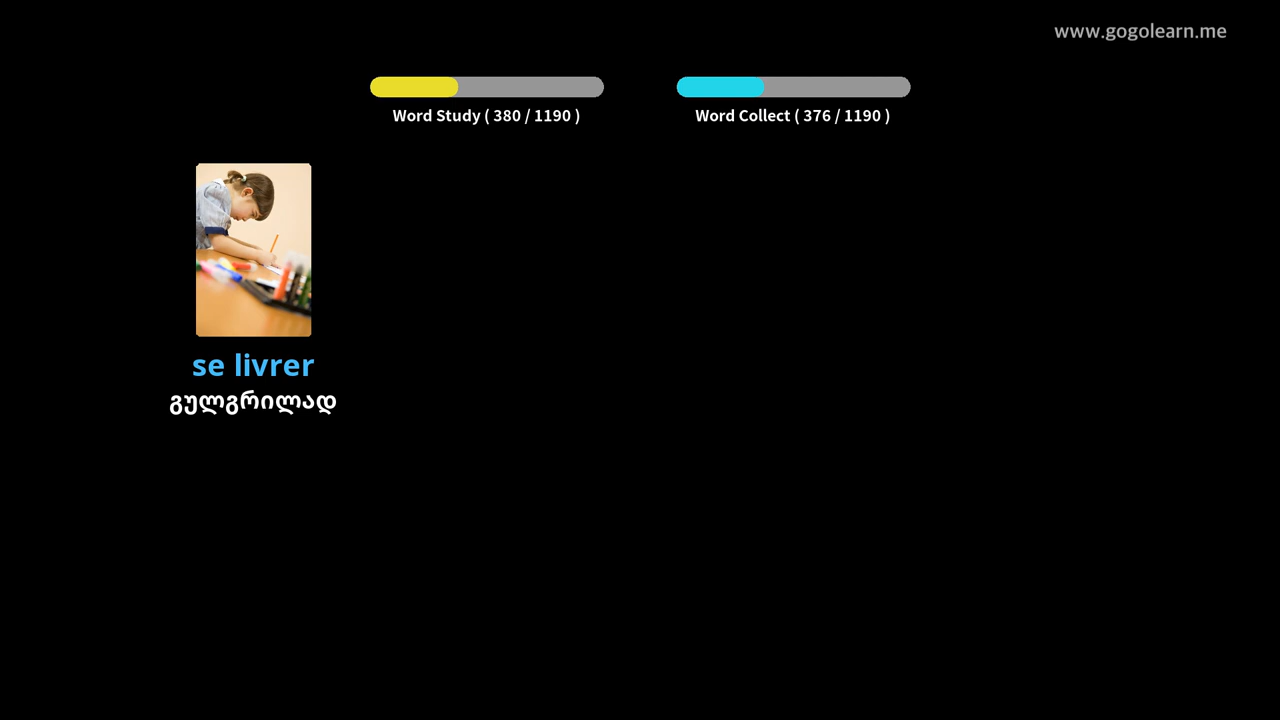 www.gogolearn.me
Word Study ( 380 / 1190 )
Word Collect ( 376 / 1190 )
se livrer
გულგრილად